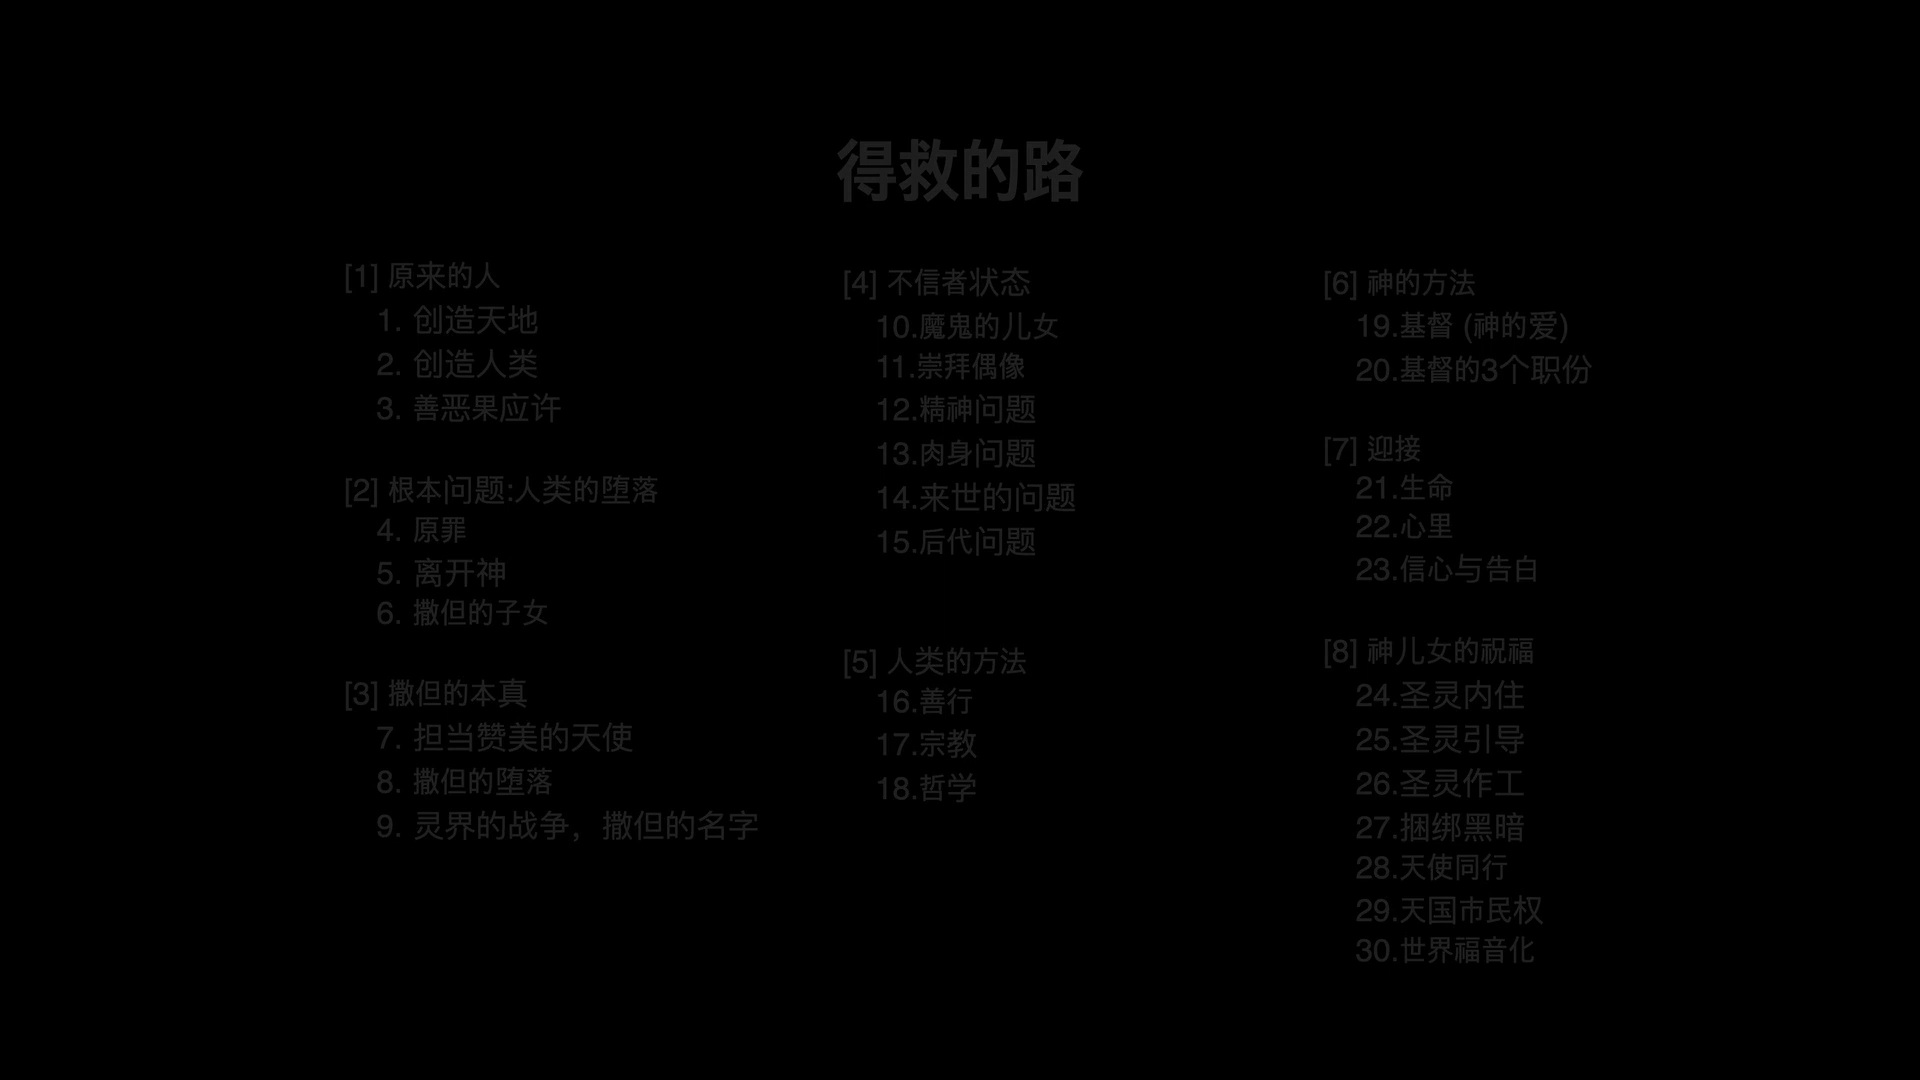 得救的路
[1] 原来的人
1. 创造天地
2. 创造人类
3. 善恶果应许
[2] 根本问题:人类的堕落
4. 原罪
5. 离开神
6. 撒但的子女
[3] 撒但的本真
7. 担当赞美的天使
8. 撒但的堕落
9. 灵界的战争，撒但的名字
[4] 不信者状态
10.魔鬼的儿女
11.崇拜偶像
12.精神问题
13.肉身问题
14.来世的问题
15.后代问题
[5] 人类的方法
16.善行
17.宗教
18.哲学
[6] 神的方法
19.基督 (神的爱)
20.基督的3个职份
[7] 迎接
21.生命
22.心里
23.信心与告白
[8] 神儿女的祝福
24.圣灵内住
25.圣灵引导
26.圣灵作工
27.捆绑黑暗
28.天使同行
29.天国市民权
30.世界福音化